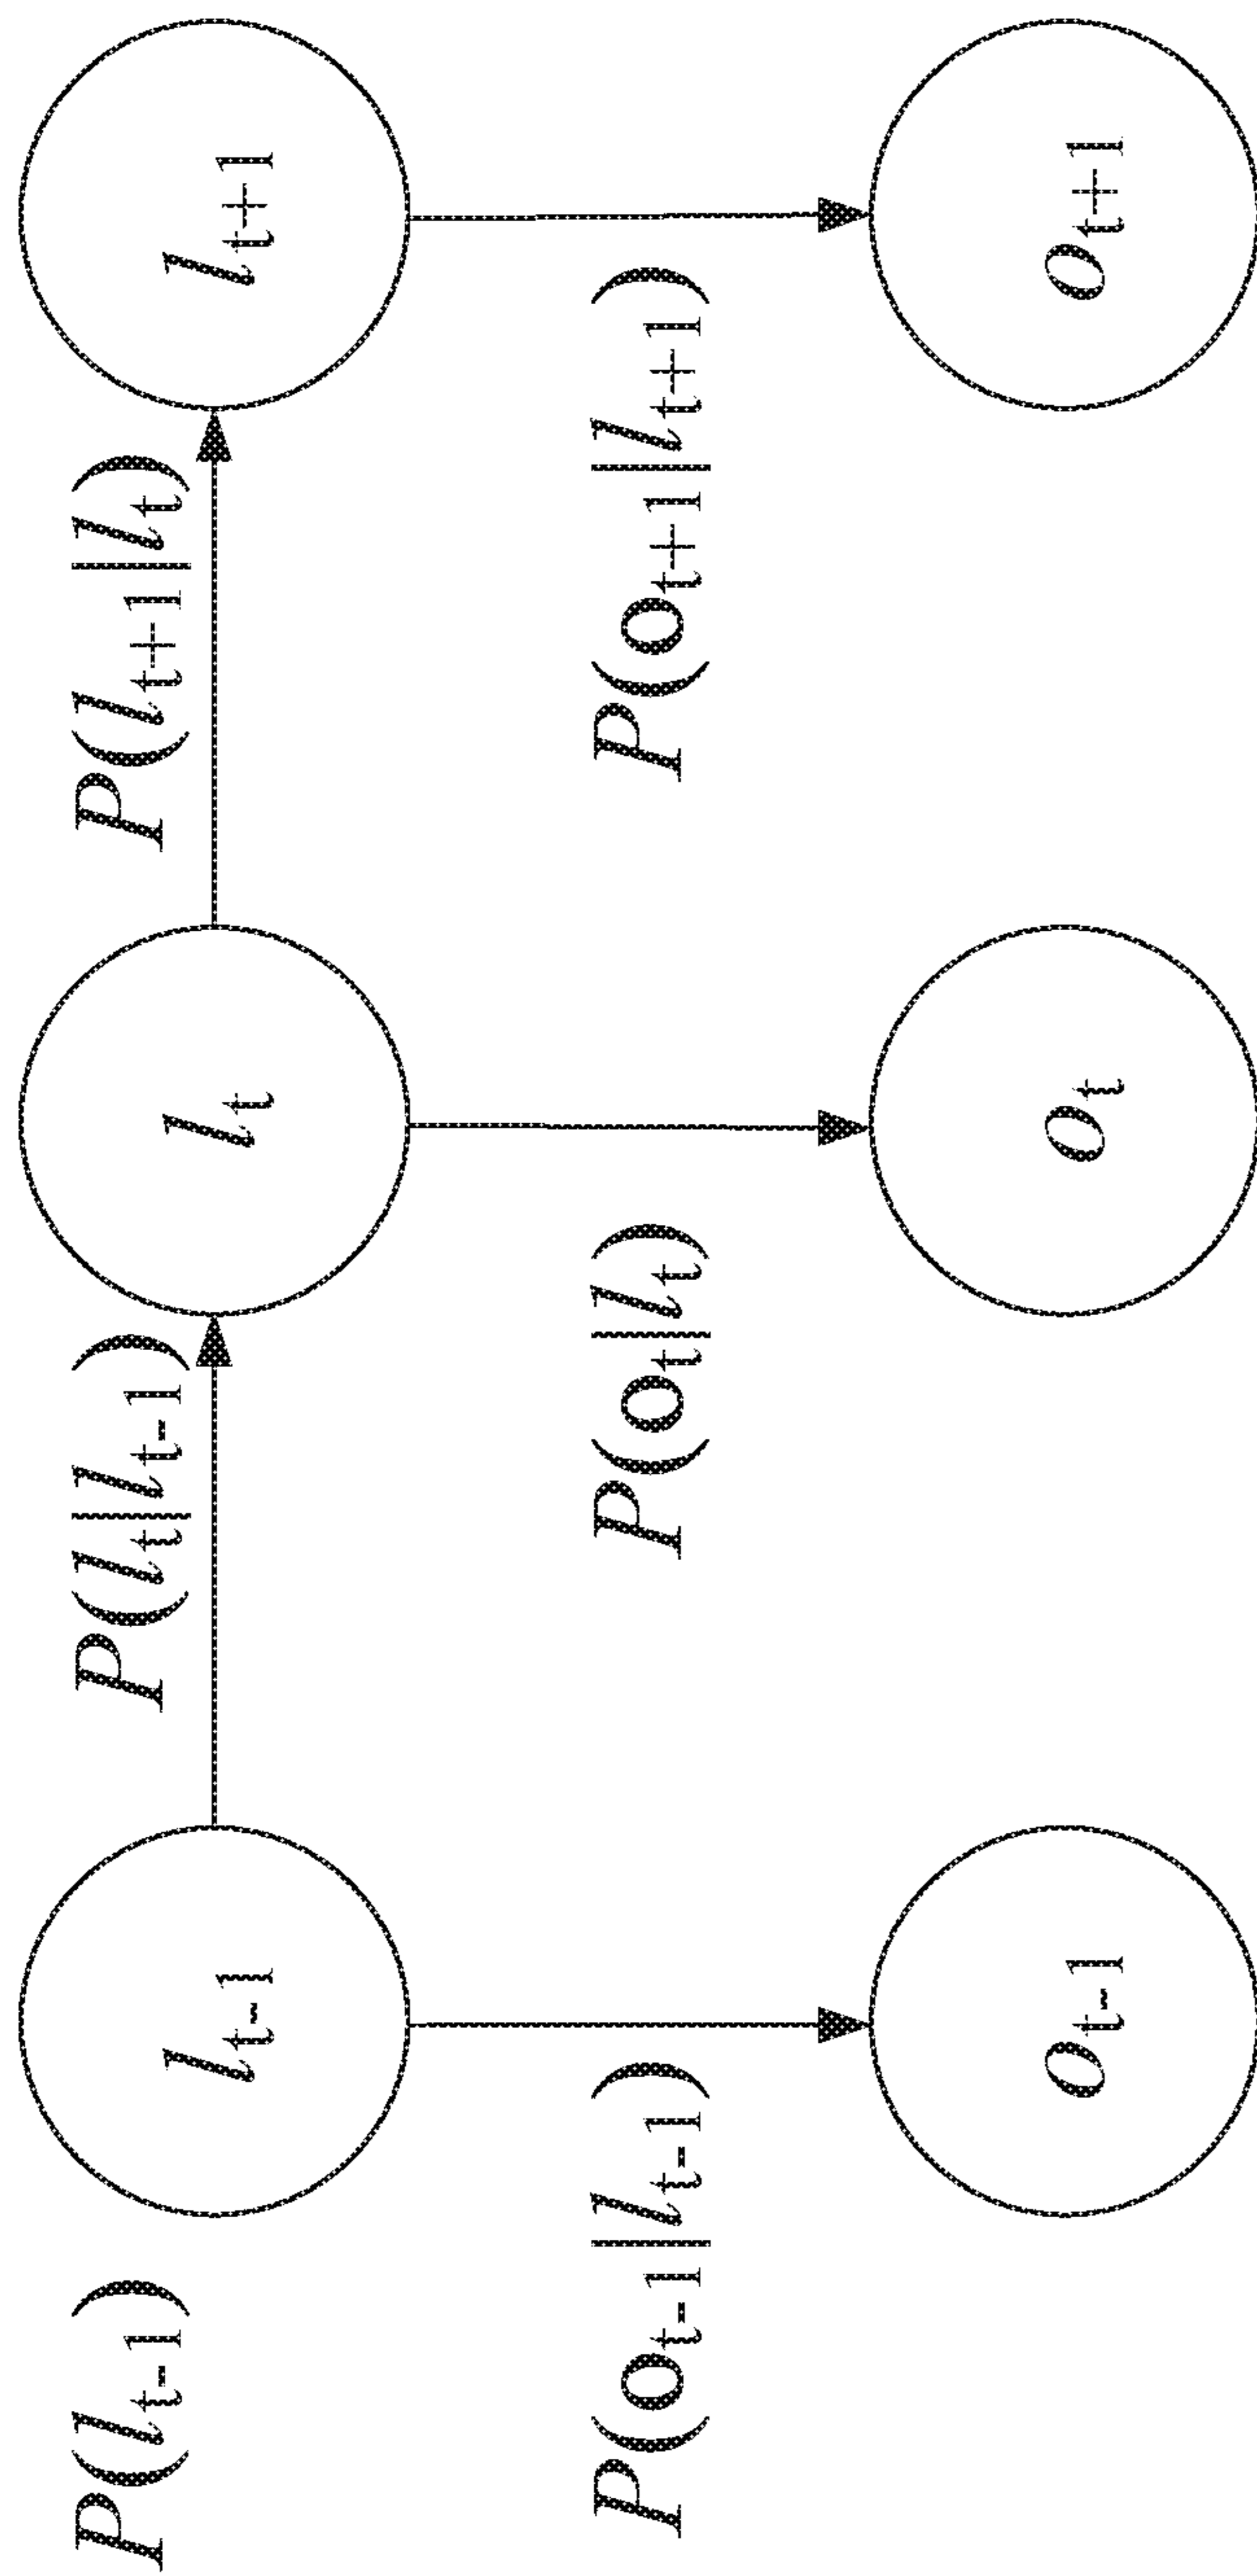 P(l_{t-1}) P(l_t|l_{t-1}) P(l_{t+1}|l_t)
l_{t-1} l_t l_{t+1}
P(o_{t-1}|l_{t-1}) P(o_t|l_t) P(o_{t+1}|l_{t+1})
o_{t-1} o_t o_{t+1}